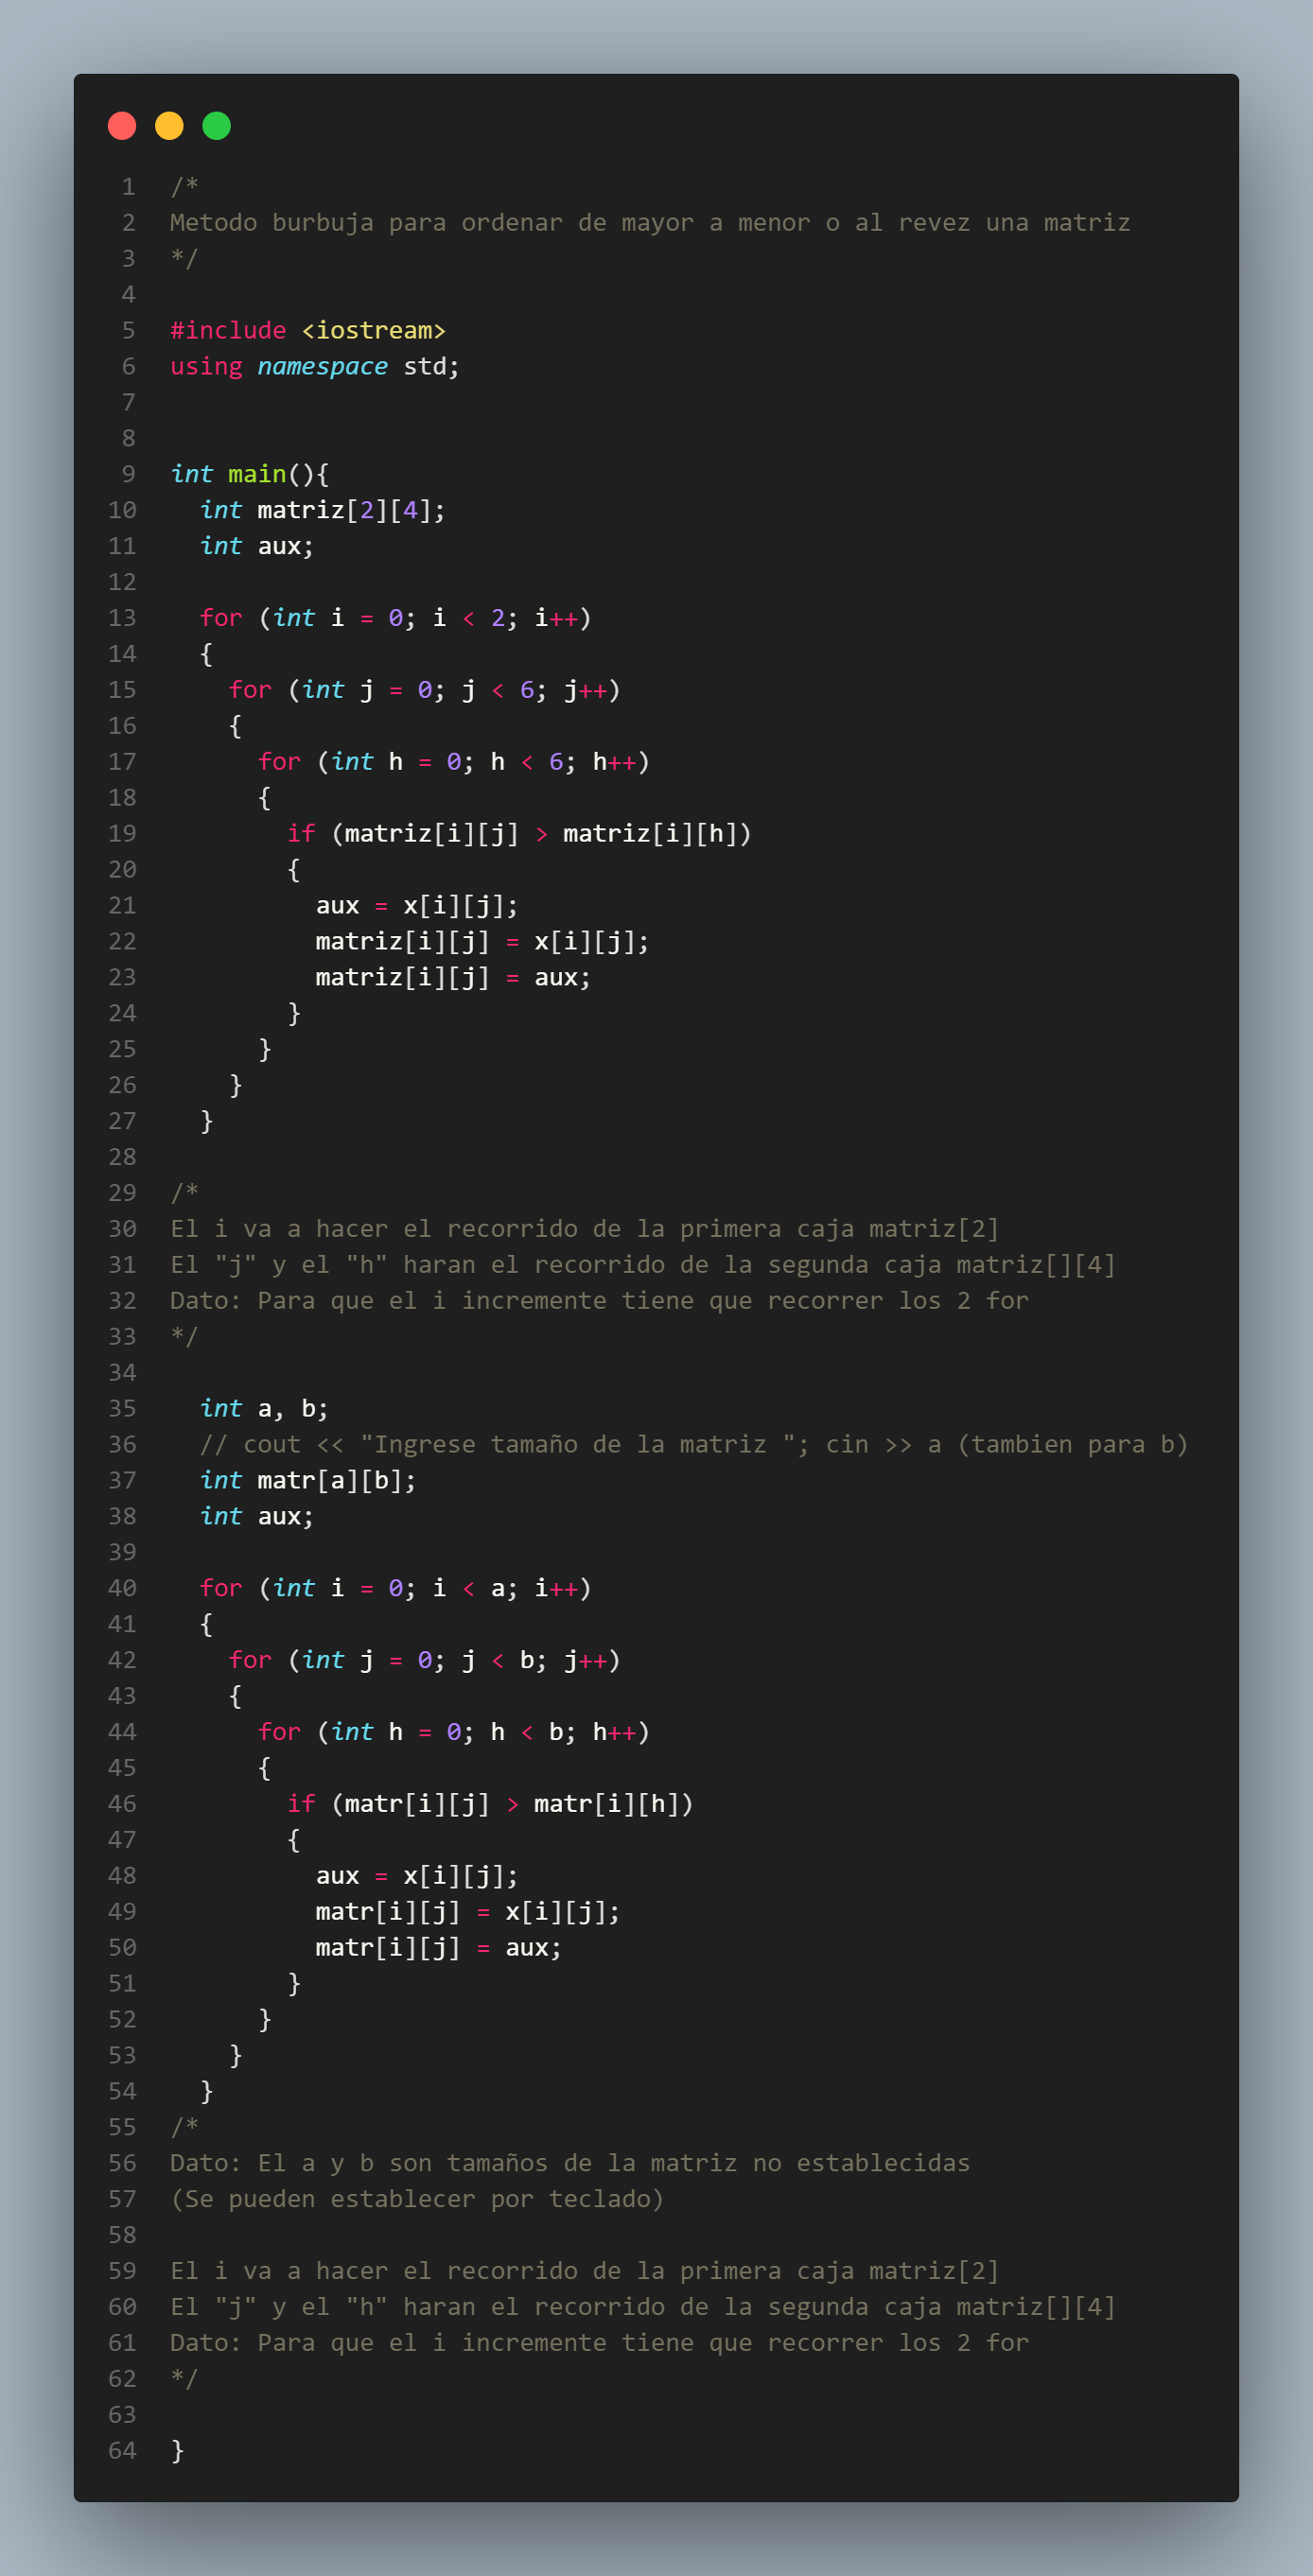 1 /*
2 Metodo burbuja para ordenar de mayor a menor o al revez una matriz
3 */
4
5 #include <iostream>
6 using namespace std;
7
8
9 int main(){
10   int matriz[2][4];
11   int aux;
12
13   for (int i = 0; i < 2; i++)
14   {
15     for (int j = 0; j < 6; j++)
16     {
17       for (int h = 0; h < 6; h++)
18       {
19         if (matriz[i][j] > matriz[i][h])
20         {
21           aux = x[i][j];
22           matriz[i][j] = x[i][j];
23           matriz[i][j] = aux;
24         }
25       }
26     }
27   }
28
29 /*
30 El i va a hacer el recorrido de la primera caja matriz[2]
31 El "j" y el "h" haran el recorrido de la segunda caja matriz[][4]
32 Dato: Para que el i incremente tiene que recorrer los 2 for
33 */
34
35   int a, b;
36   // cout << "Ingrese tamaño de la matriz "; cin >> a (tambien para b)
37   int matr[a][b];
38   int aux;
39
40   for (int i = 0; i < a; i++)
41   {
42     for (int j = 0; j < b; j++)
43     {
44       for (int h = 0; h < b; h++)
45       {
46         if (matr[i][j] > matr[i][h])
47         {
48           aux = x[i][j];
49           matr[i][j] = x[i][j];
50           matr[i][j] = aux;
51         }
52       }
53     }
54   }
55 /*
56 Dato: El a y b son tamaños de la matriz no establecidas
57 (Se pueden establecer por teclado)
58
59 El i va a hacer el recorrido de la primera caja matriz[2]
60 El "j" y el "h" haran el recorrido de la segunda caja matriz[][4]
61 Dato: Para que el i incremente tiene que recorrer los 2 for
62 */
63
64 }